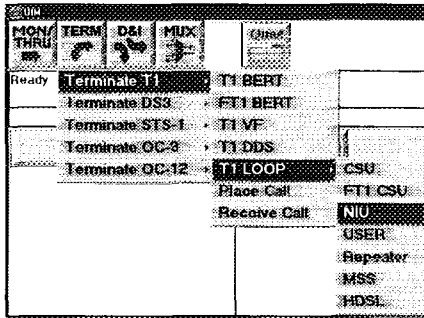 UIM
MON/ THRU
TERM
D&I
MUX
Quas/
Ready
Terminate T1
Terminate DS3
Terminate STS-1
Terminate OC-3
Terminate OC-12
T1 BERT
FT1 BERT
T1 VF
T1 DDS
T1 LOOP
Place Call
Receive Call
CSU
FT1 CSU
NIU
USER
Repeater
MSS
HDSL